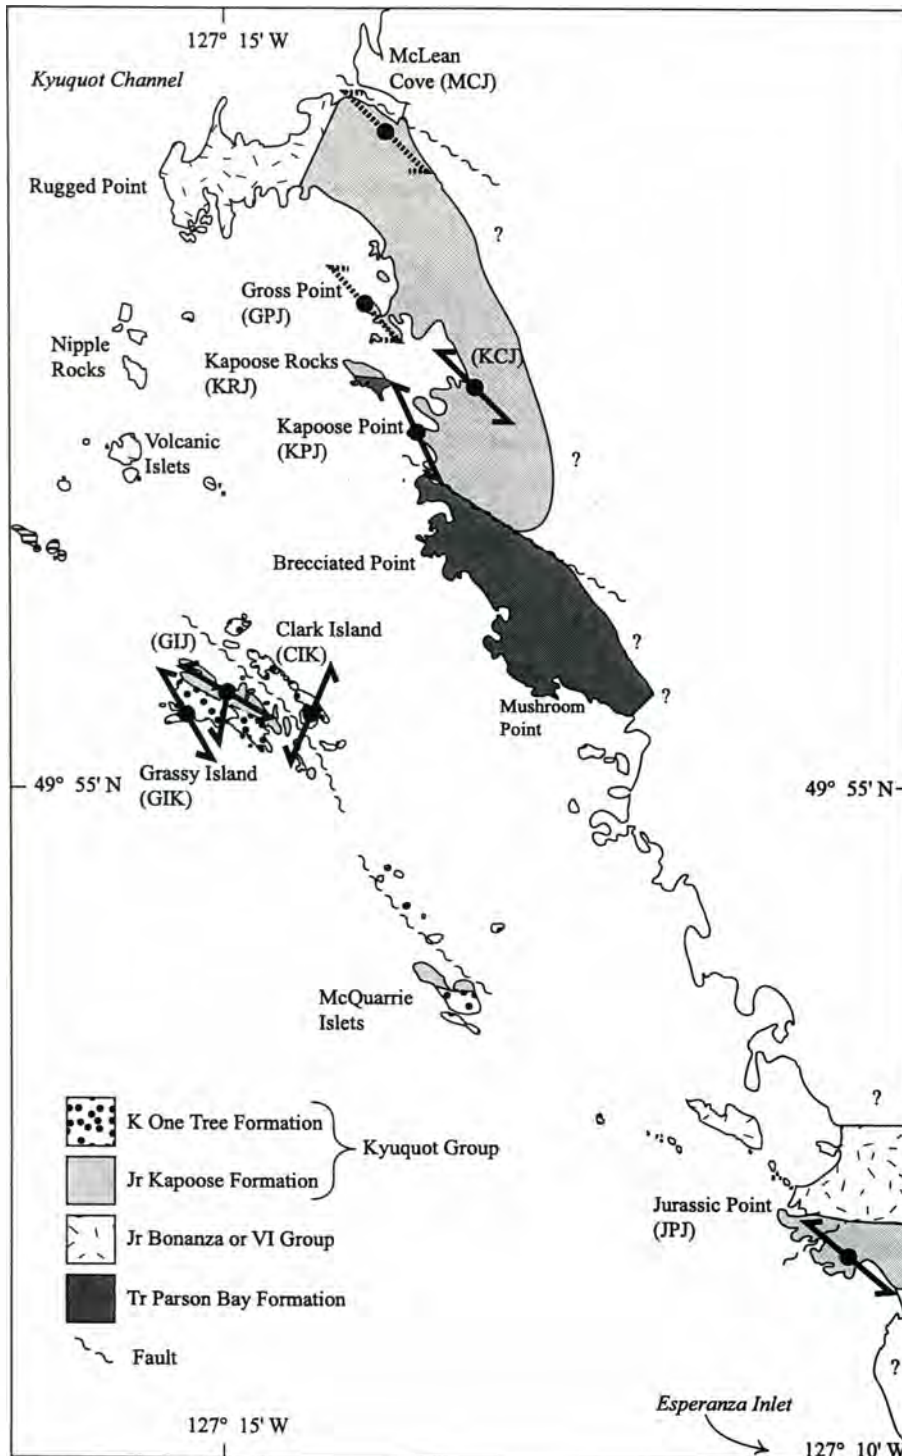 127° 15' W
McLean
Cove (MCJ)
Kyuquot Channel
Rugged Point
?
Gross Point
(GPJ)
Nipple
Rocks
Kapoose Rocks
(KRJ)
(KCJ)
Kapoose Point
(KPJ)
Volcanic
Islets
?
Brecciated Point
(GIJ)
Clark Island
(CIK)
?
?
Mushroom
Point
Grassy Island
(GIK)
49° 55' N
49° 55' N
McQuarrie
Islets
?
K One Tree Formation
Kyuquot Group
Jr Kapoose Formation
Jr Bonanza or VI Group
Tr Parson Bay Formation
Fault
Jurassic Point
(JPJ)
?
127° 15' W
Esperanza Inlet
127° 10' W